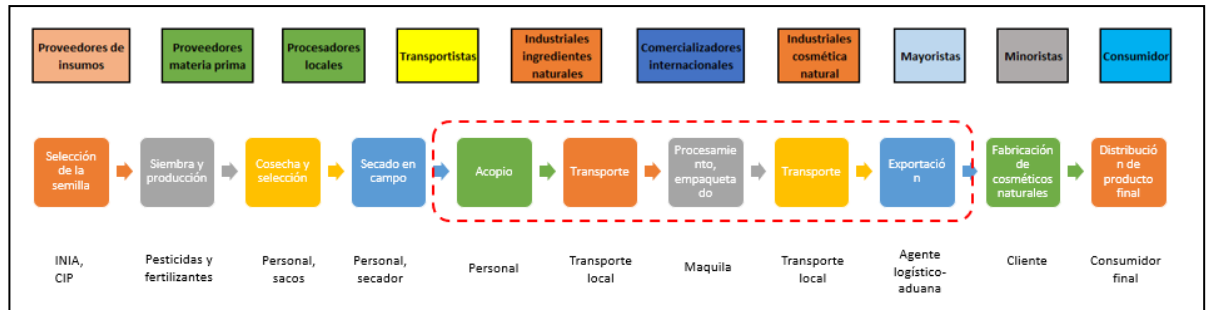 Proveedores de
insumos
Proveedores
materia prima
Procesadores
locales
Transportistas
Industriales
ingredientes
naturales
Comercializadores
internacionales
Industriales
cosmética
natural
Mayoristas
Minoristas
Consumidor
Selección
de la
semilla
Siembra y
producción
Cosecha y
selección
Secado en
campo
Acopio
Transporte
Procesamie
nto,
empaqueta
do
Transporte
Exportació
n
Fabricación
de
cosméticos
naturales
Distribució
n de
producto
final
INIA,
CIP
Pesticidas y
fertilizantes
Personal,
sacos
Personal,
secador
Personal
Transporte
local
Maquila
Transporte
local
Agente
logístico-
aduana
Cliente
Consumidor
final